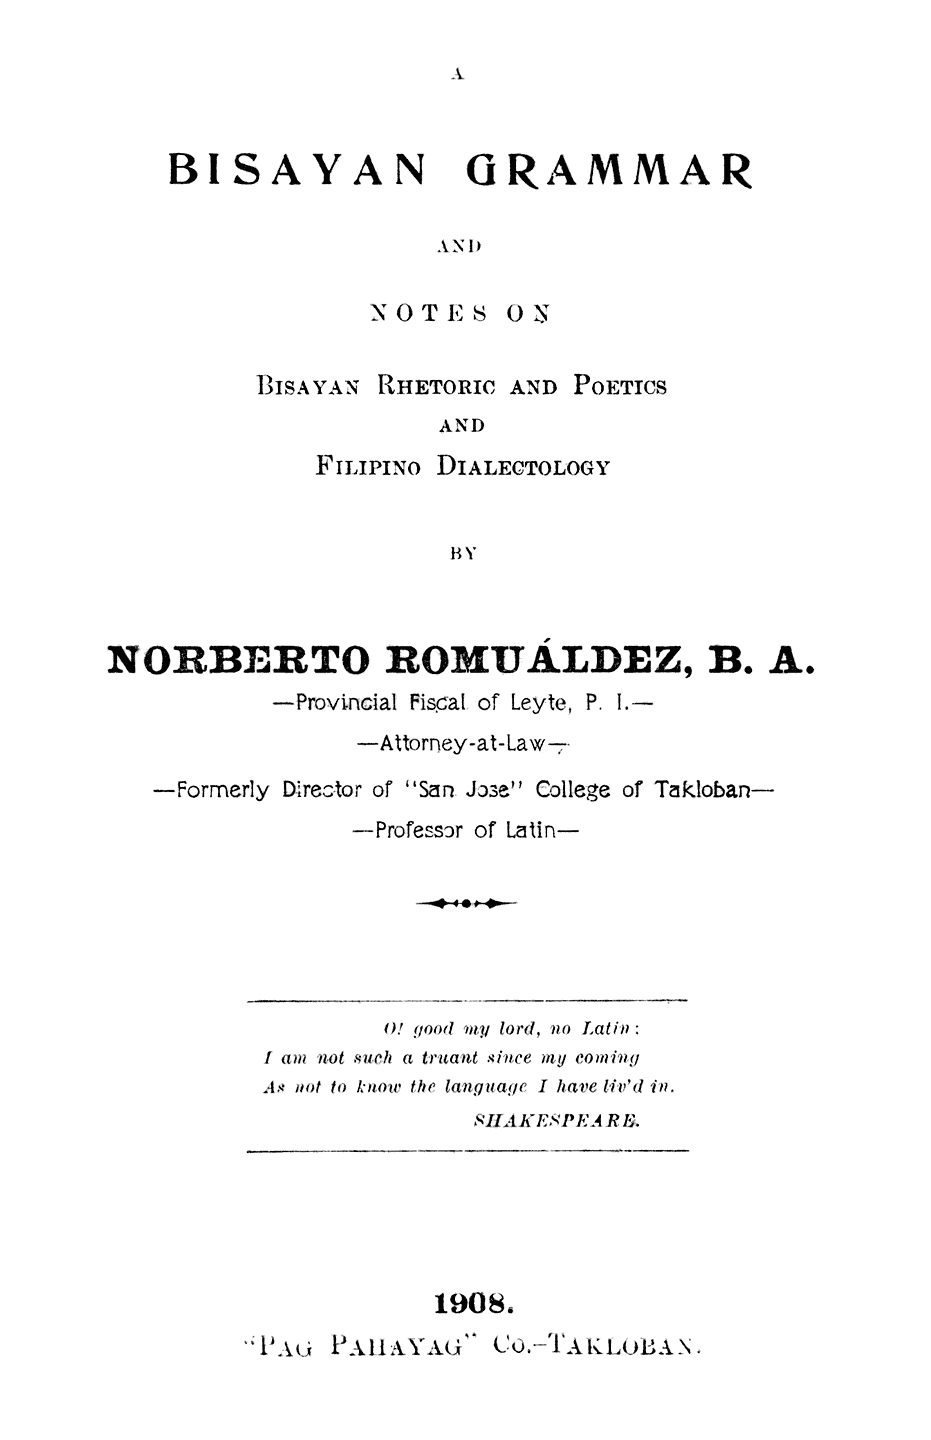 A
BISAYAN GRAMMAR
AND
NOTES ON
BISAYAN RHETORIC AND POETICS
AND
FILIPINO DIALECTOLOGY
BY
NORBERTO ROMUÁLDEZ, B. A.
—Provincial Fiscal of Leyte, P. I.—
—Attorney-at-Law—
—Formerly Director of "San Jose" College of Takloban—
—Professor of Latin—
O! good my lord, no Latin:
I am not such a truant since my coming
As not to know the language I have liv'd in.
SHAKESPEARE.
1908.
"PAG PAHAYAG" CO.-TAKLOBAN.